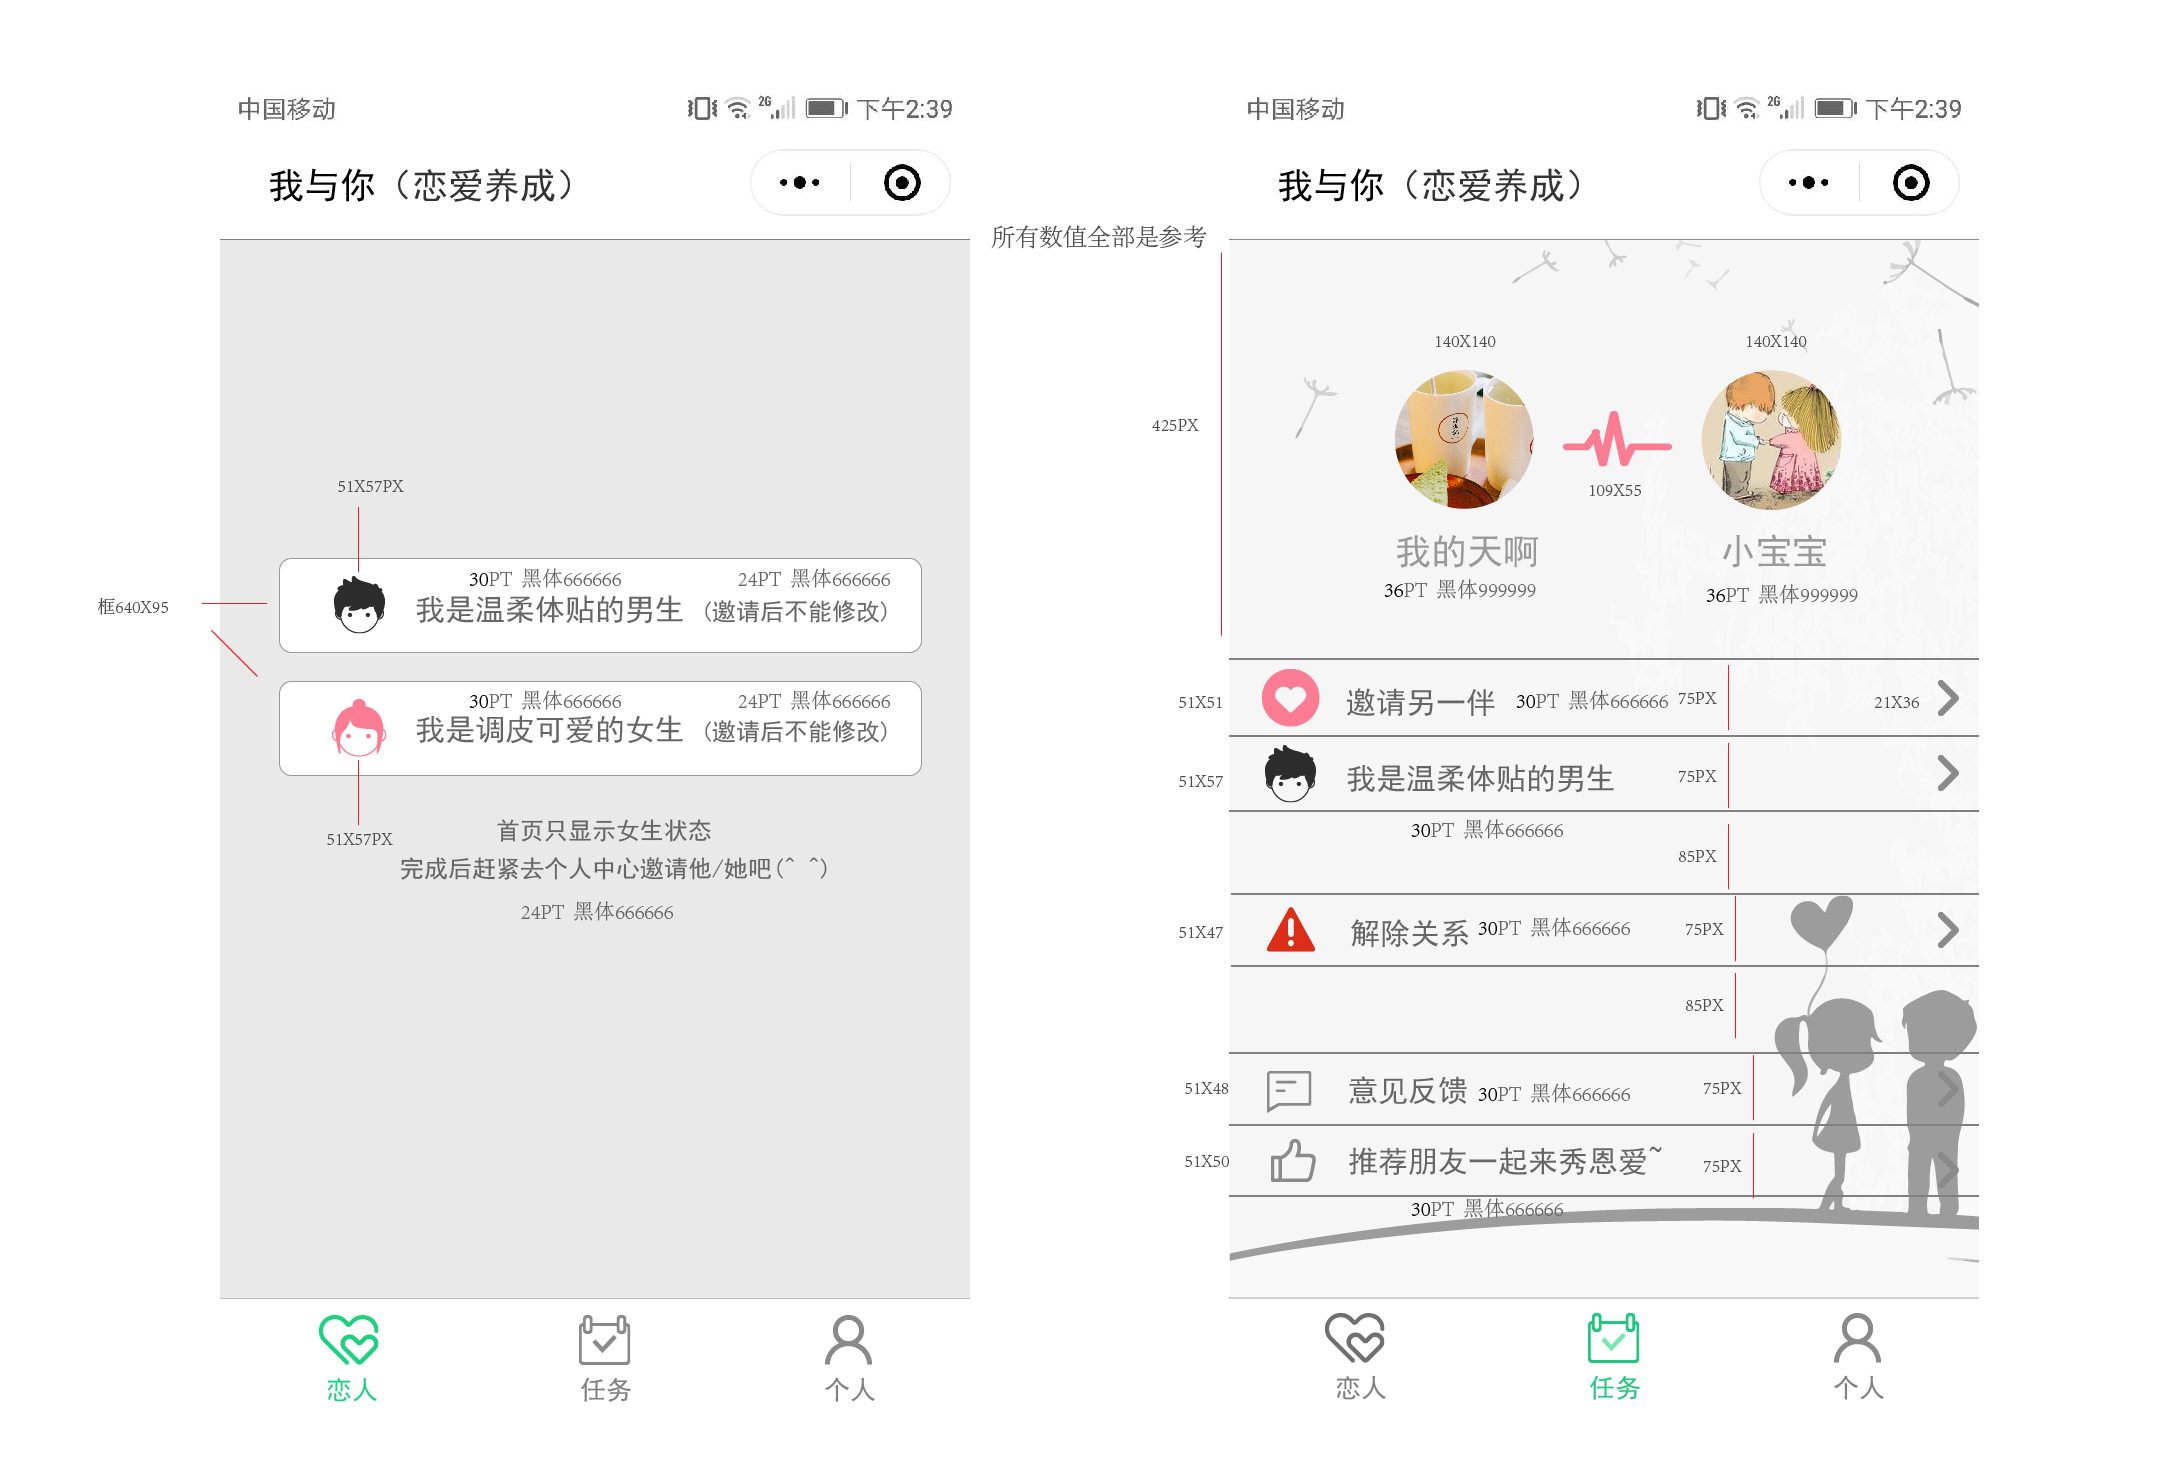 中国移动
2G
下午2:39
我与你（恋爱养成）
51X57PX
框640X95
30PT 黑体666666
24PT 黑体666666
我是温柔体贴的男生
（邀请后不能修改）
30PT 黑体666666
24PT 黑体666666
我是调皮可爱的女生
（邀请后不能修改）
51X57PX
首页只显示女生状态
完成后赶紧去个人中心邀请他/她吧(^ ^)
24PT 黑体666666
恋人
任务
个人
所有数值全部是参考
中国移动
2G
下午2:39
我与你（恋爱养成）
425PX
140X140
140X140
109X55
我的天啊
小宝宝
36PT 黑体999999
36PT 黑体999999
51X51
邀请另一伴
30PT 黑体666666
75PX
21X36
51X57
我是温柔体贴的男生
75PX
30PT 黑体666666
85PX
51X47
解除关系
30PT 黑体666666
75PX
85PX
51X48
意见反馈
30PT 黑体666666
75PX
51X50
推荐朋友一起来秀恩爱~
75PX
30PT 黑体666666
恋人
任务
个人